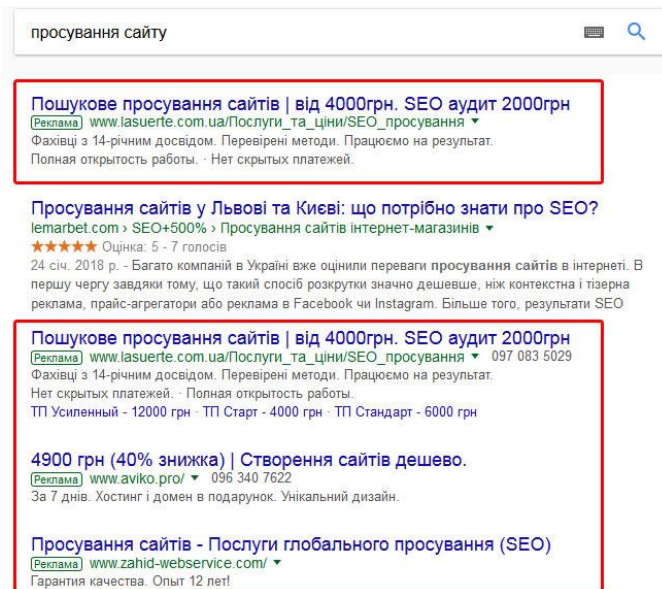 просування сайту
Пошукове просування сайтів | від 4000грн. SEO аудит 2000грн
Реклама www.lasuerte.com.ua/Послуги_та_ціни/SEO_просування ▼
Фахівці з 14-річним досвідом. Перевірені методи. Працюємо на результат.
Полная открытость работы. · Нет скрытых платежей.
Просування сайтів у Львові та Києві: що потрібно знати про SEO?
lemarbet.com › SEO+500% › Просування сайтів інтернет-магазинів ▼
★★★★★ Оцінка: 5 - 7 голосів
24 січ. 2018 р. - Багато компаній в Україні вже оцінили переваги просування сайтів в інтернеті. В
першу чергу завдяки тому, що такий спосіб розкрутки значно дешевше, ніж контекстна і тізерна
реклама, прайс-агрегатори або реклама в Facebook чи Instagram. Більше того, результати SEO
Пошукове просування сайтів | від 4000грн. SEO аудит 2000грн
Реклама www.lasuerte.com.ua/Послуги_та_ціни/SEO_просування ▼ 097 083 5029
Фахівці з 14-річним досвідом. Перевірені методи. Працюємо на результат.
Нет скрытых платежей. · Полная открытость работы.
ТП Усиленный - 12000 грн · ТП Старт - 4000 грн · ТП Стандарт - 6000 грн
4900 грн (40% знижка) | Створення сайтів дешево.
Реклама www.aviko.pro/ ▼ 096 340 7622
За 7 днів. Хостинг і домен в подарунок. Унікальний дизайн.
Просування сайтів - Послуги глобального просування (SEO)
Реклама www.zahid-webservice.com/ ▼
Гарантия качества. Опыт 12 лет!